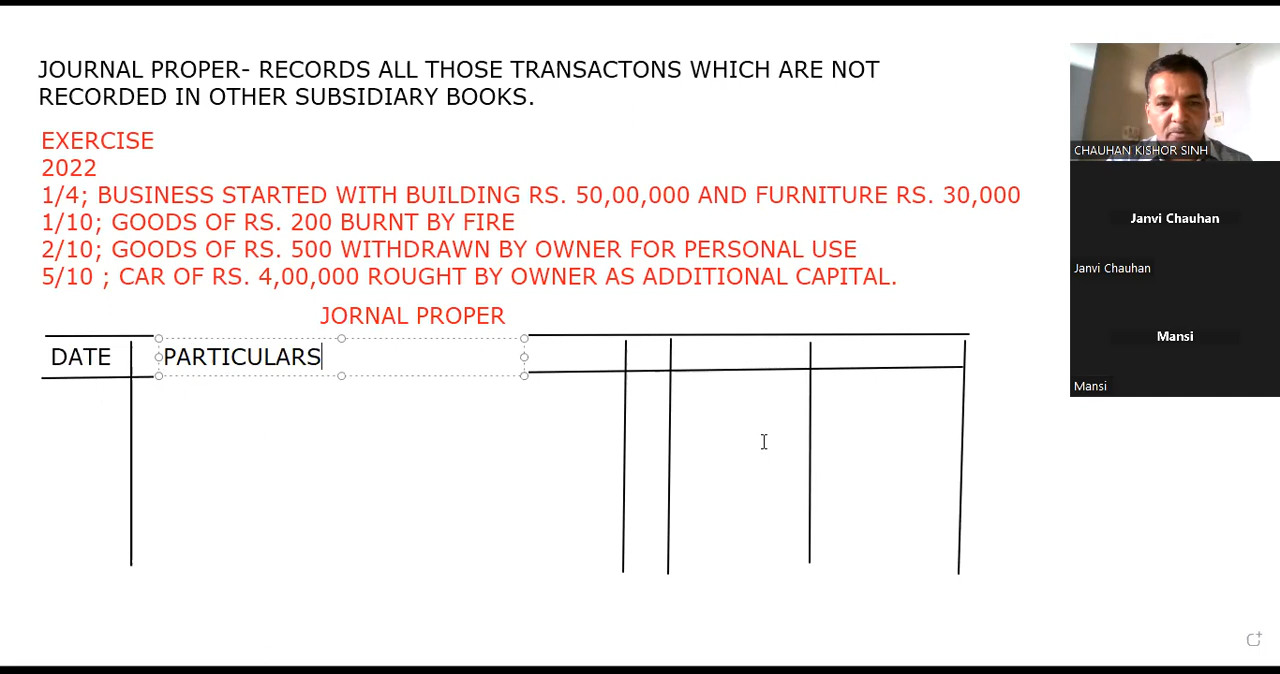 JOURNAL PROPER- RECORDS ALL THOSE TRANSACTONS WHICH ARE NOT
RECORDED IN OTHER SUBSIDIARY BOOKS.
EXERCISE
2022
1/4; BUSINESS STARTED WITH BUILDING RS. 50,00,000 AND FURNITURE RS. 30,000
1/10; GOODS OF RS. 200 BURNT BY FIRE
2/10; GOODS OF RS. 500 WITHDRAWN BY OWNER FOR PERSONAL USE
5/10 ; CAR OF RS. 4,00,000 ROUGHT BY OWNER AS ADDITIONAL CAPITAL.
JORNAL PROPER
DATE PARTICULARS
CHAUHAN KISHOR SINH
Janvi Chauhan
Janvi Chauhan
Mansi
Mansi